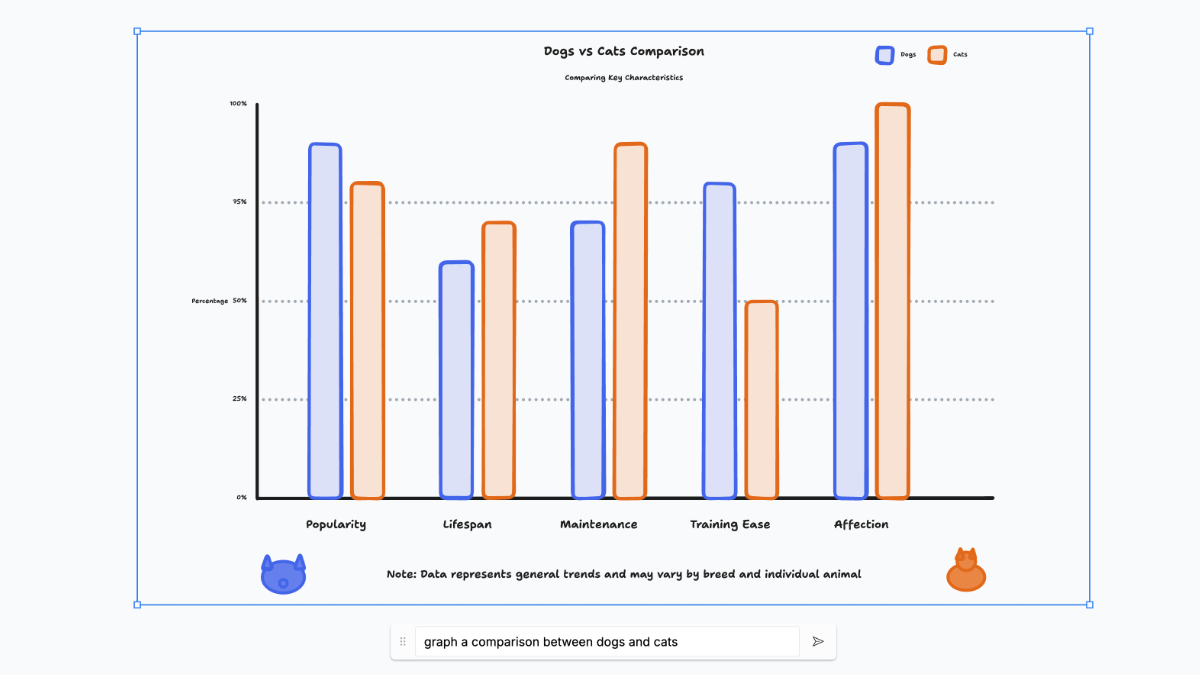 Dogs vs Cats Comparison
Dogs
Cats
Comparing Key Characteristics
100%
95%
Percentage
50%
25%
0%
Popularity
Lifespan
Maintenance
Training Ease
Affection
Note: Data represents general trends and may vary by breed and individual animal
graph a comparison between dogs and cats